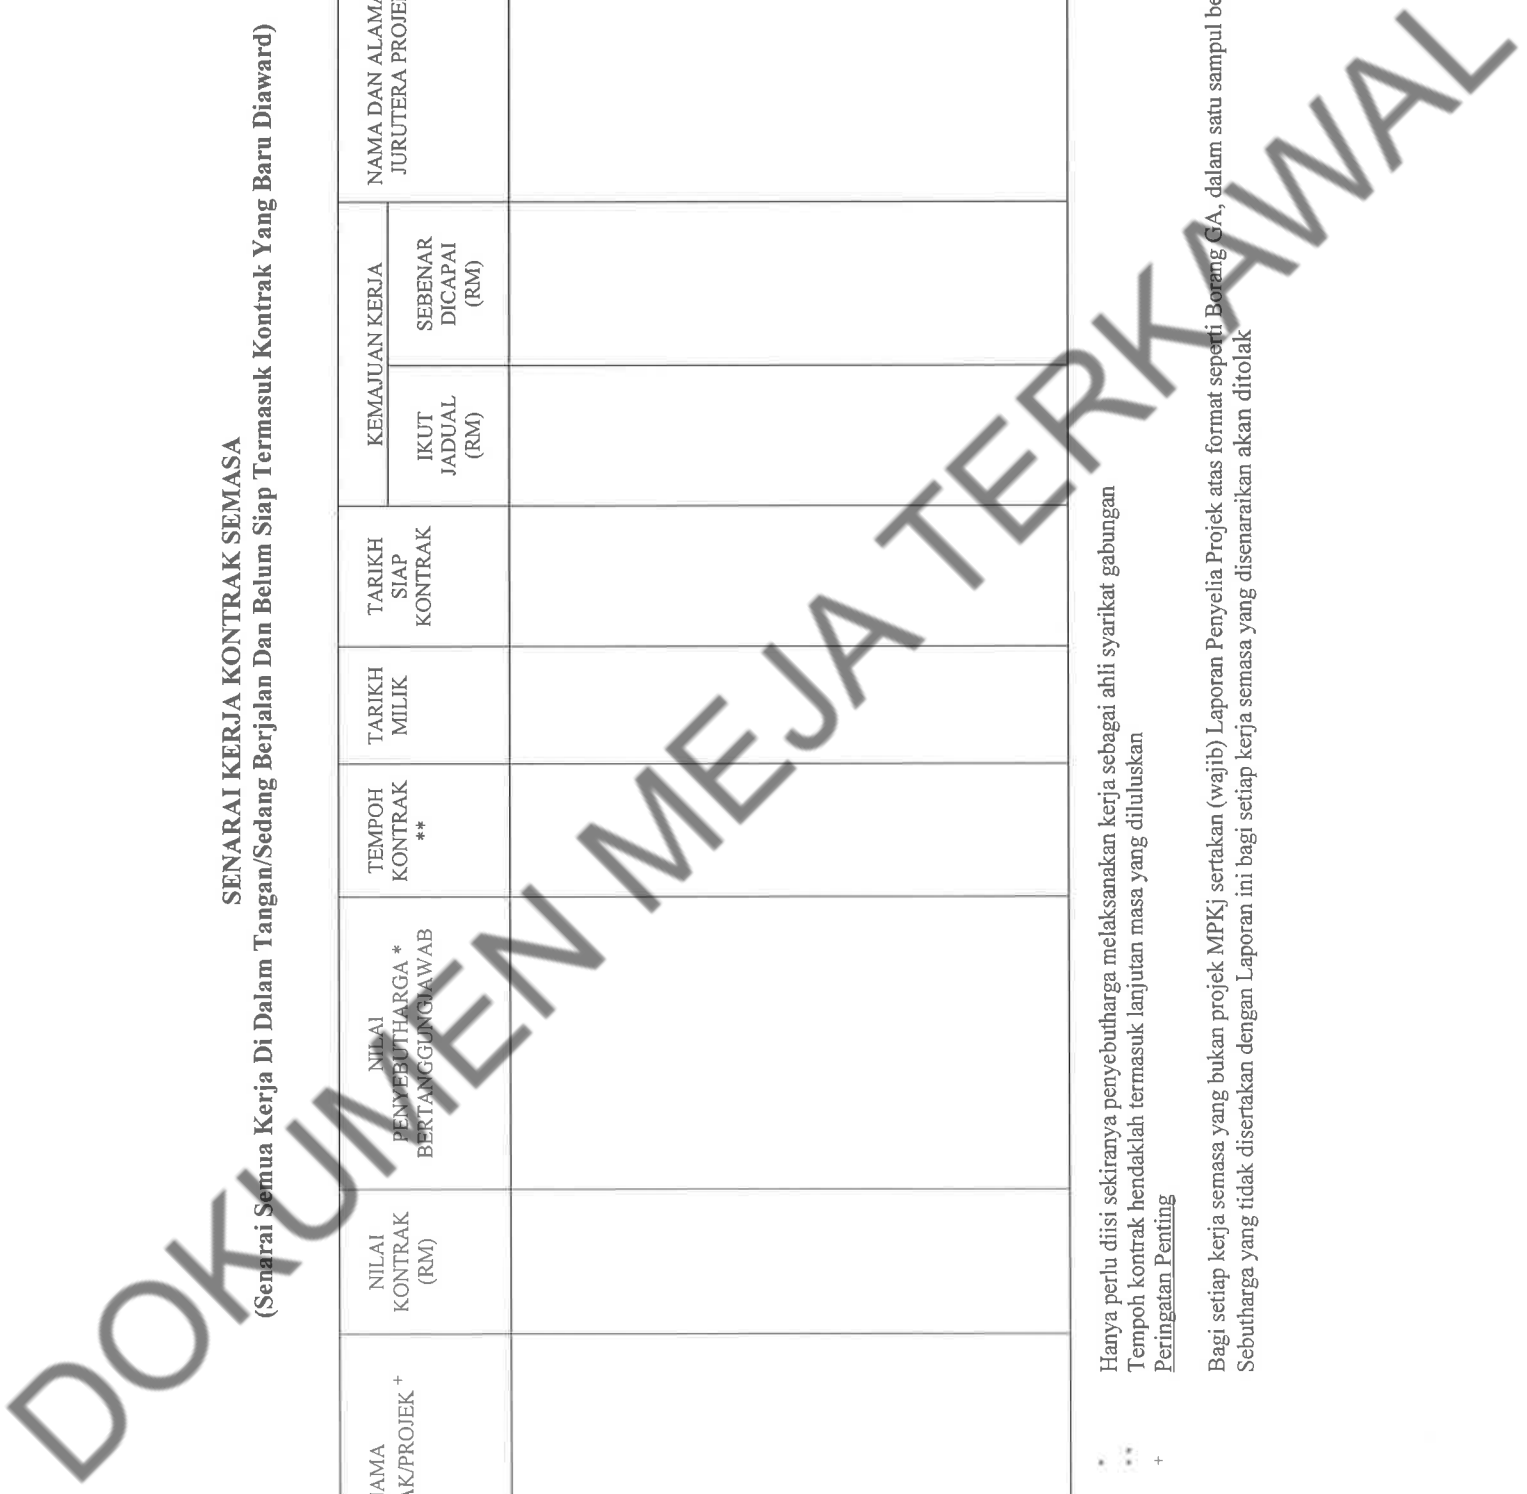 SENARAI KERJA KONTRAK SEMASA
(Senarai Semua Kerja Di Dalam Tangan/Sedang Berjalan Dan Belum Siap Termasuk Kontrak Yang Baru Diaward)
NILAI
KONTRAK
(RM)
NILAI
PENYEBUTHARGA *
BERTANGGUNGJAWAB
TEMPOH
KONTRAK
**
TARIKH
MILIK
TARIKH
SIAP
KONTRAK
KEMAJUAN KERJA
IKUT
JADUAL
(RM)
SEBENAR
DICAPAI
(RM)
NAMA DAN
JURUTERA
* Hanya perlu diisi sekiranya penyebutharga melaksanakan kerja sebagai ahli syarikat gabungan
** Tempoh kontrak hendaklah termasuk lanjutan masa yang diluluskan
+ Peringatan Penting
Bagi setiap kerja semasa yang bukan projek MPKj sertakan (wajib) Laporan Penyelia Projek atas format seperti Borang GA, dalam satu sampul
Sebutharga yang tidak disertakan dengan Laporan ini bagi setiap kerja semasa yang disenaraikan akan ditolak
DOKUMEN MEJA TERKAWAL